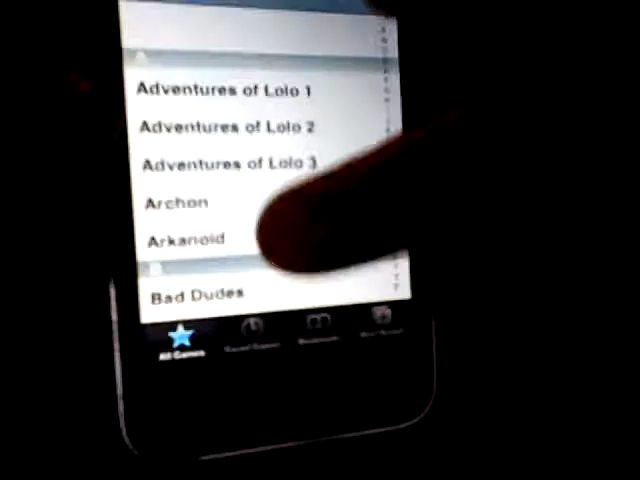 A
Adventures of Lolo 1
Adventures of Lolo 2
Adventures of Lolo 3
Archon
Arkanoid
B
Bad Dudes
All Games